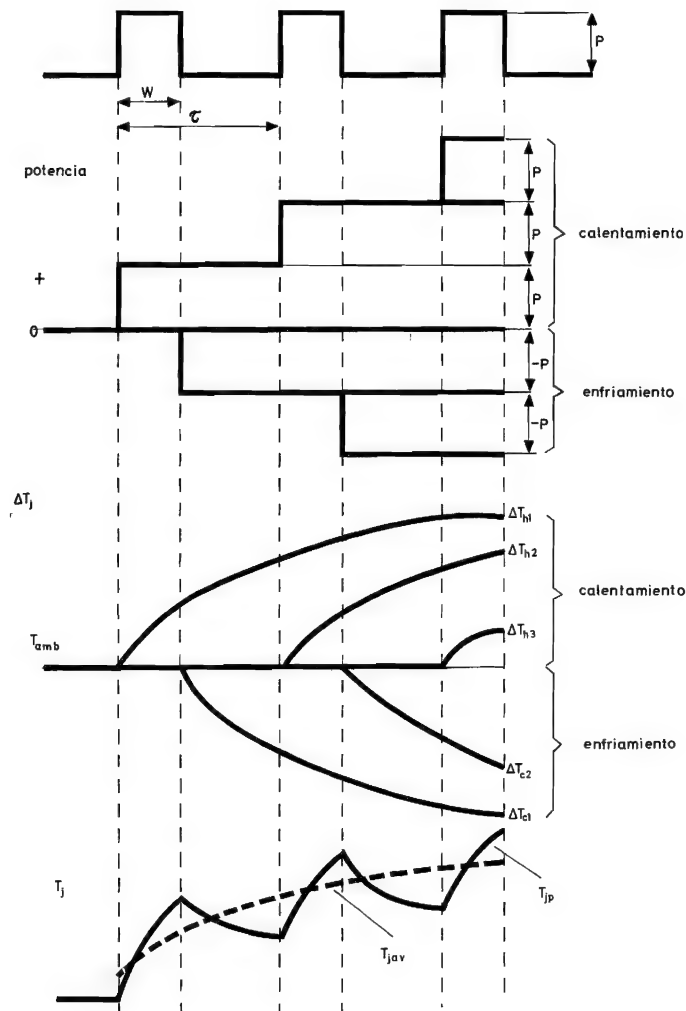 P
W
τ
potencia
P
P
calentamiento
+
P
0
-P
enfriamiento
-P
ΔTj
ΔTh1
ΔTh2
calentamiento
Tamb
ΔTh3
enfriamiento
ΔTc2
ΔTc1
Tj
Tjp
Tjav